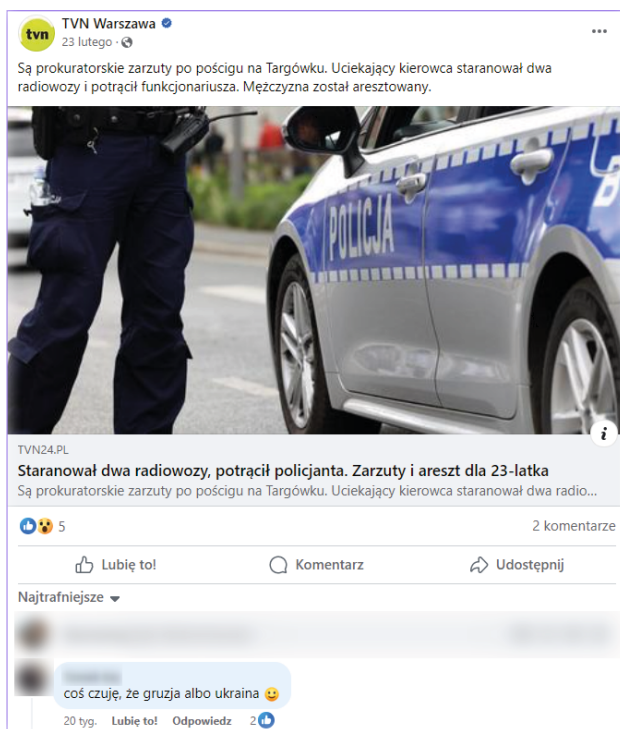 tvn
TVN Warszawa
23 lutego ·
Są prokuratorskie zarzuty po pościgu na Targówku. Uciekający kierowca staranował dwa
radiowozy i potrącił funkcjonariusza. Mężczyzna został aresztowany.
POLICJA
TVN24.PL
Staranował dwa radiowozy, potrącił policjanta. Zarzuty i areszt dla 23-latka
Są prokuratorskie zarzuty po pościgu na Targówku. Uciekający kierowca staranował dwa radio...
5
2 komentarze
Lubię to!
Komentarz
Udostępnij
Najtrafniejsze
coś czuję, że gruzja albo ukraina 🙂
20 tyg. Lubię to! Odpowiedz 2